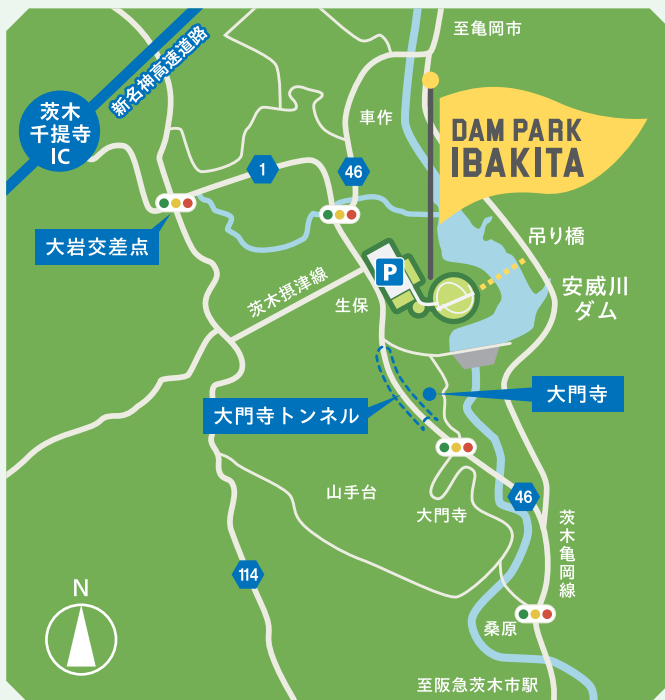 至亀岡市
新名神高速道路
茨木
千提寺
IC
車作
DAM PARK
IBAKITA
1
46
大岩交差点
吊り橋
P
茨木摂津線
生保
安威川
ダム
大門寺
大門寺トンネル
山手台
大門寺
46
茨木亀岡線
114
N
桑原
至阪急茨木市駅